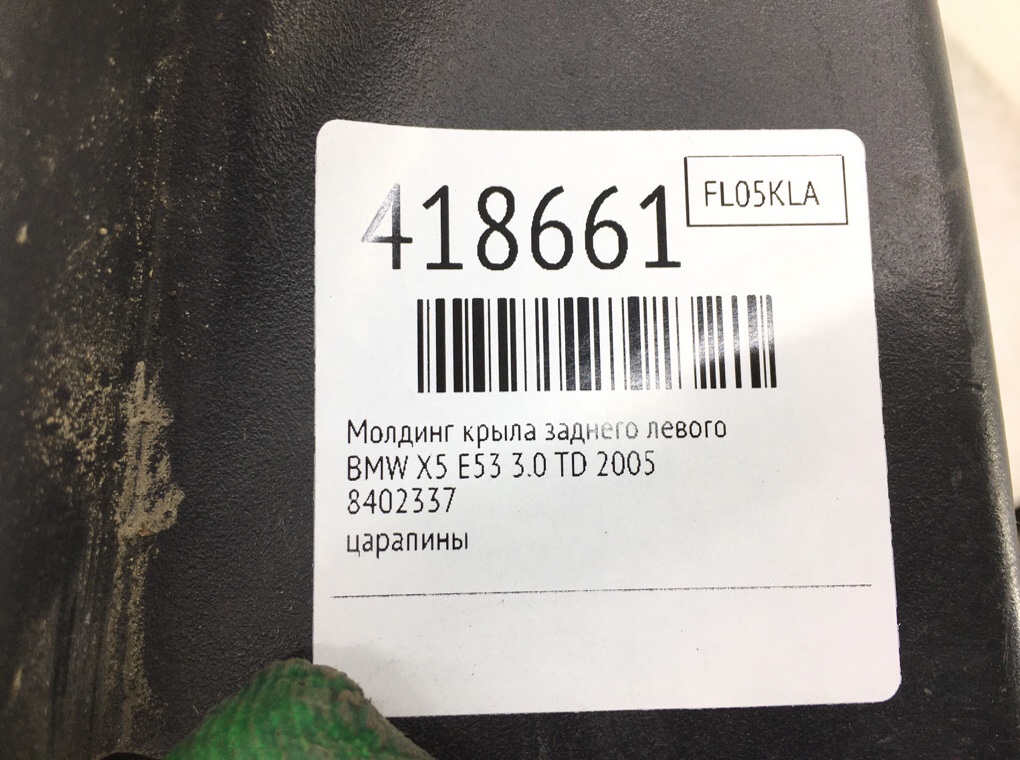 418661
FL05KLA
Молдинг крыла заднего левого
BMW X5 E53 3.0 TD 2005
8402337
царапины